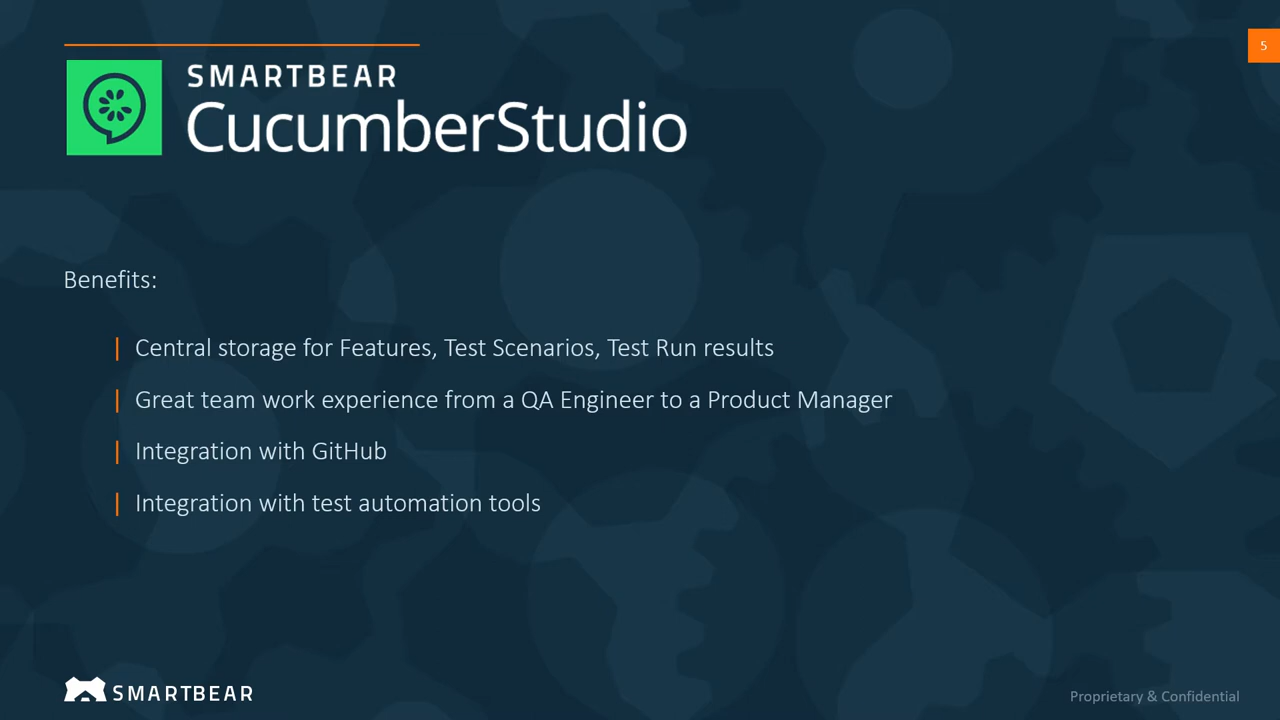 5
SMARTBEAR
CucumberStudio
Benefits:
Central storage for Features, Test Scenarios, Test Run results
Great team work experience from a QA Engineer to a Product Manager
Integration with GitHub
Integration with test automation tools
SMARTBEAR
Proprietary & Confidential